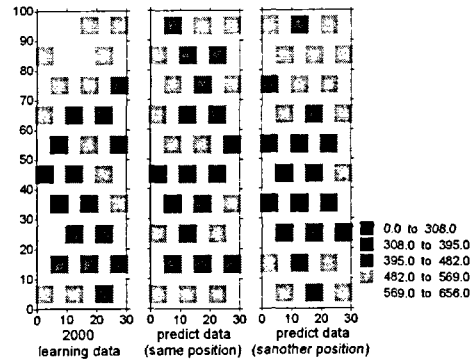 100
90
80
70
60
50
40
30
20
10
0
0 10 20 30
0 10 20 30
0 10 20 30
2000
learning data
predict data
(same position)
predict data
(sanother position)
0.0 to 308.0
308.0 to 395.0
395.0 to 482.0
482.0 to 569.0
569.0 to 656.0